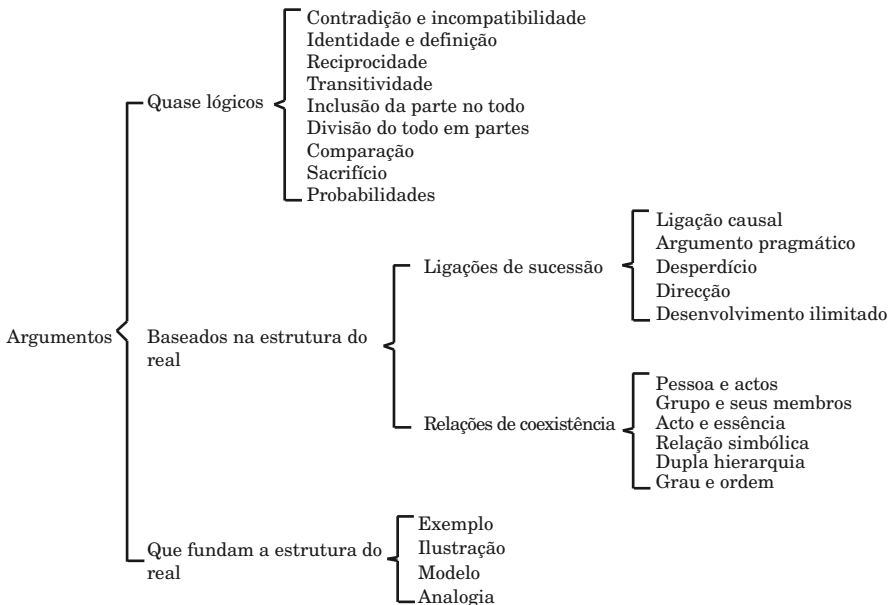 Argumentos
Quase lógicos
Contradição e incompatibilidade
Identidade e definição
Reciprocidade
Transitividade
Inclusão da parte no todo
Divisão do todo em partes
Comparação
Sacrifício
Probabilidades
Baseados na estrutura do
real
Ligações de sucessão
Ligação causal
Argumento pragmático
Desperdício
Direcção
Desenvolvimento ilimitado
Relações de coexistência
Pessoa e actos
Grupo e seus membros
Acto e essência
Relação simbólica
Dupla hierarquia
Grau e ordem
Que fundam a estrutura do
real
Exemplo
Ilustração
Modelo
Analogia